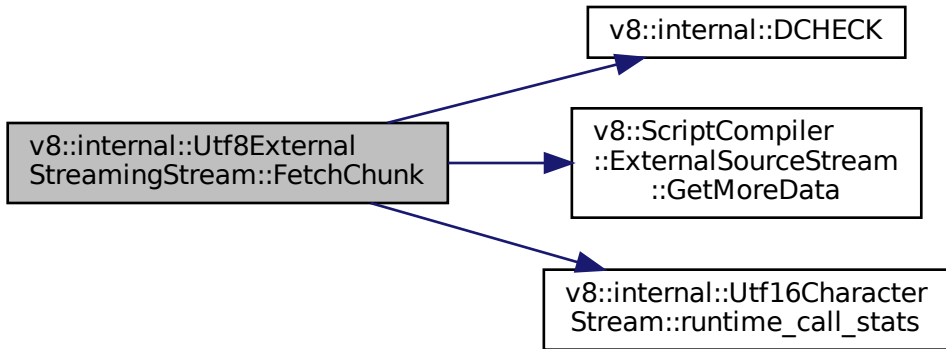 v8::internal::DCHECK
v8::internal::Utf8External
StreamingStream::FetchChunk
v8::ScriptCompiler
::ExternalSourceStream
::GetMoreData
v8::internal::Utf16Character
Stream::runtime_call_stats